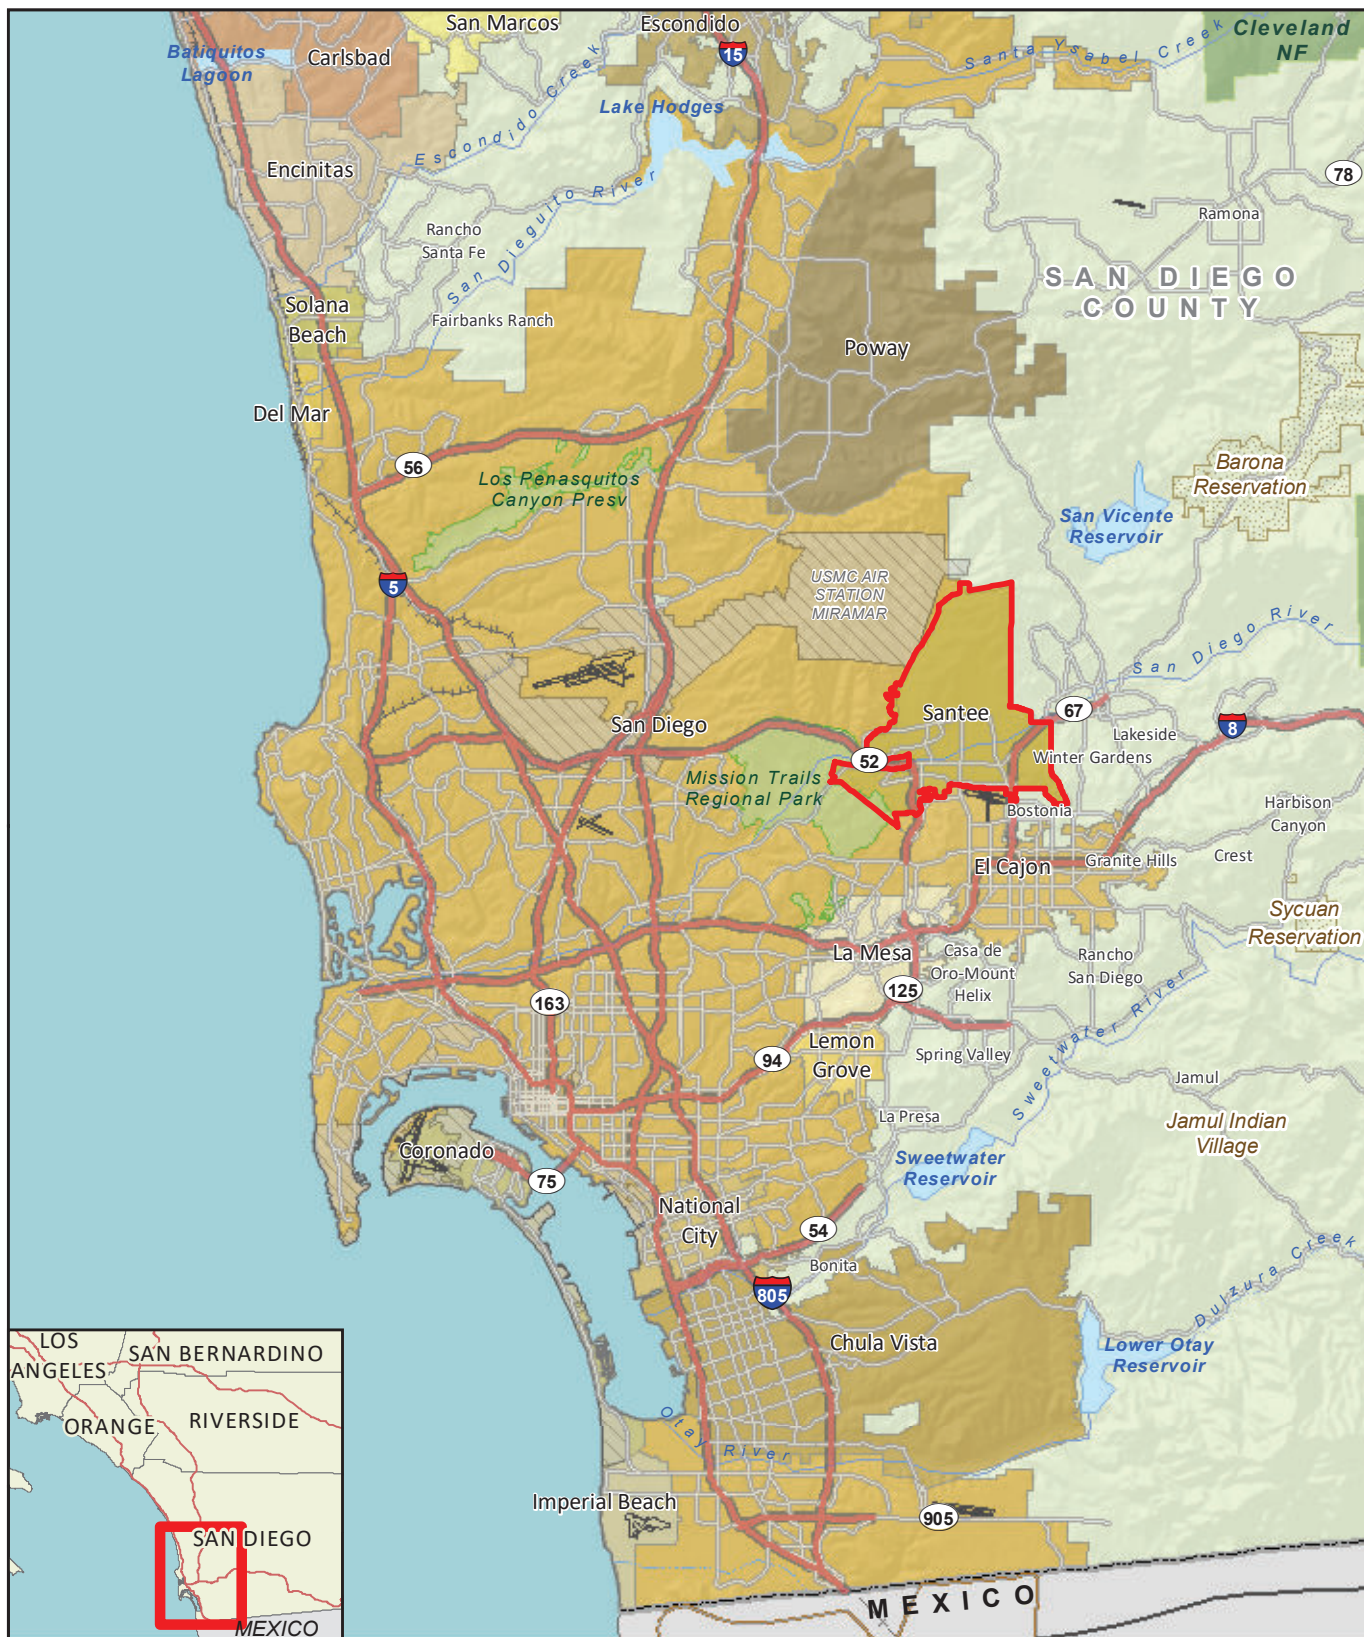 San Marcos
Escondido
Cleveland
NF
Batiquitos
Lagoon
Carlsbad
15
Santa Ysabel Creek
Escondido Creek
Lake Hodges
Encinitas
78
San Dieguito River
Ramona
Rancho
Santa Fe
SAN DIEGO
COUNTY
Solana
Beach
Fairbanks Ranch
Poway
Del Mar
56
Los Penasquitos
Canyon Presv
Barona
Reservation
San Vicente
Reservoir
5
USMC AIR
STATION
MIRAMAR
San Diego River
San Diego
Santee
67
8
Lakeside
52
Winter Gardens
Mission Trails
Regional Park
Bostonia
Harbison
Canyon
El Cajon
Granite Hills
Crest
Sycuan
Reservation
La Mesa
Casa de
Oro-Mount
Helix
Rancho
San Diego
125
163
Sweetwater River
94
Lemon
Grove
Spring Valley
Jamul
La Presa
Jamul Indian
Village
Coronado
75
Sweetwater
Reservoir
National
City
54
Bonita
Dulzura Creek
805
Chula Vista
Lower Otay
Reservoir
Otay River
Imperial Beach
905
MEXICO
LOS
ANGELES
SAN BERNARDINO
ORANGE
RIVERSIDE
SAN DIEGO
MEXICO